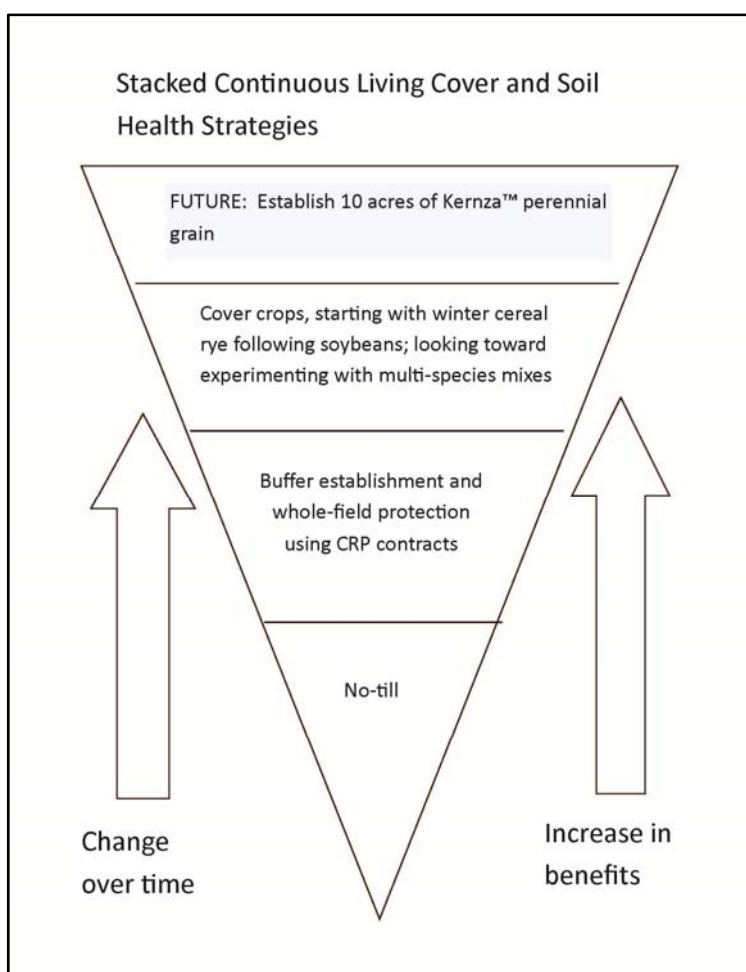 Stacked Continuous Living Cover and Soil
Health Strategies
FUTURE:  Establish 10 acres of Kernza™ perennial
grain
Cover crops, starting with winter cereal
rye following soybeans; looking toward
experimenting with multi-species mixes
Buffer establishment and
whole-field protection
using CRP contracts
No-till
Change
over time
Increase in
benefits